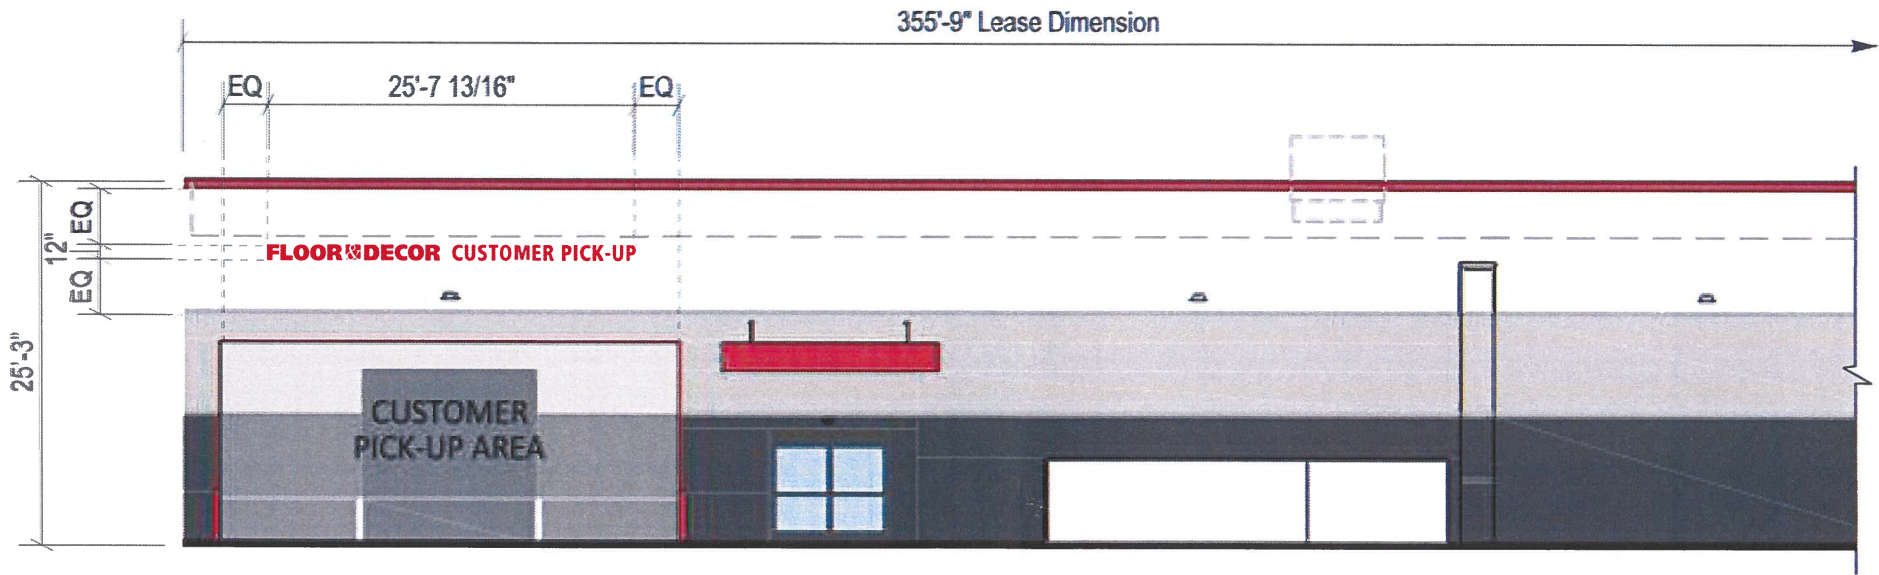 355'-9" Lease Dimension
EQ 25'-7 13/16" EQ
EQ
12"
FLOOR&DECOR CUSTOMER PICK-UP
EQ
25'-3"
CUSTOMER
PICK-UP AREA